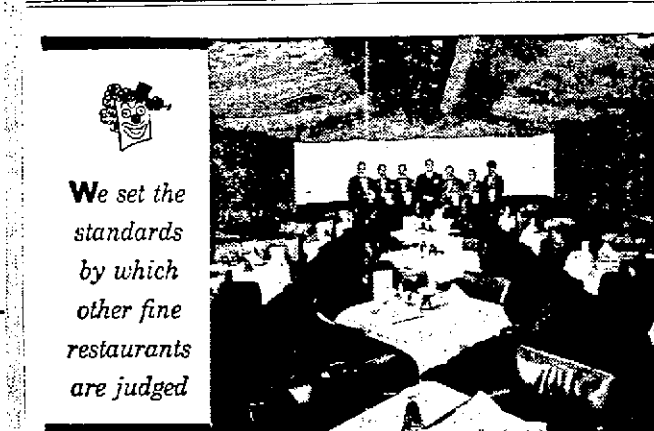 We set the
standards
by which
other fine
restaurants
are judged